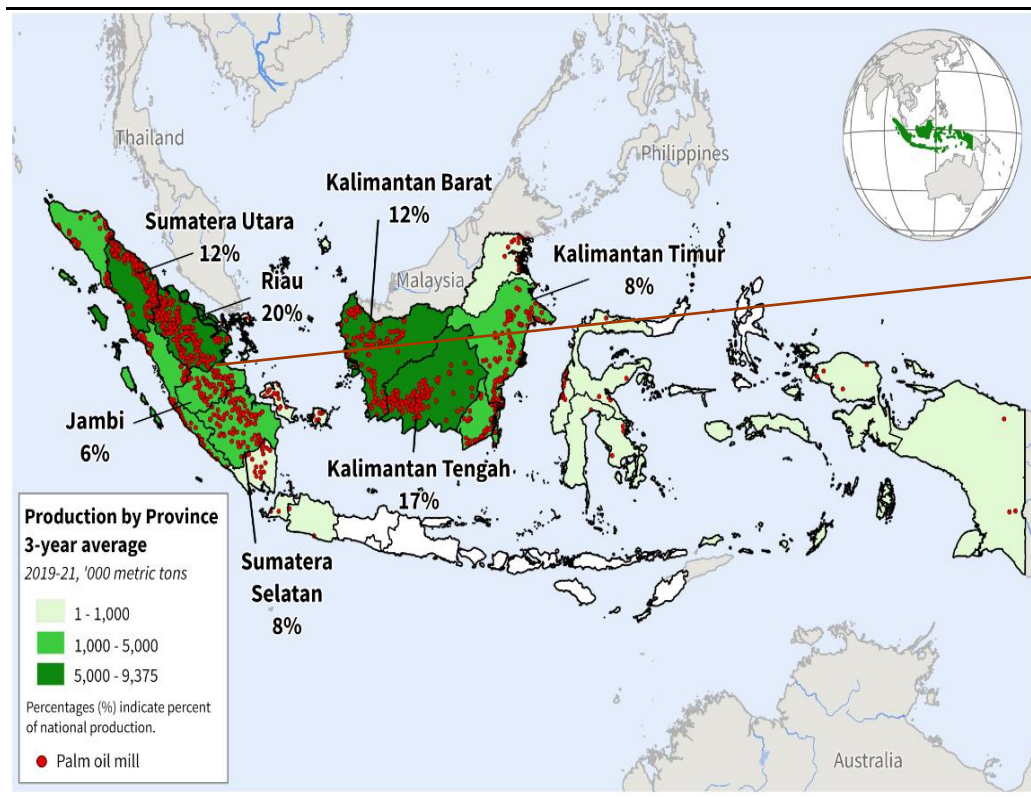 Thailand
Philippines
Kalimantan Barat
12%
Sumatera Utara
12%
Kalimantan Timur
8%
Riau
20%
Malaysia
Jambi
6%
Kalimantan Tengah
17%
Sumatera
Selatan
8%
Production by Province
3-year average
2019-21, '000 metric tons
1 - 1,000
1,000 - 5,000
5,000 - 9,375
Percentages (%) indicate percent
of national production.
Palm oil mill
Australia